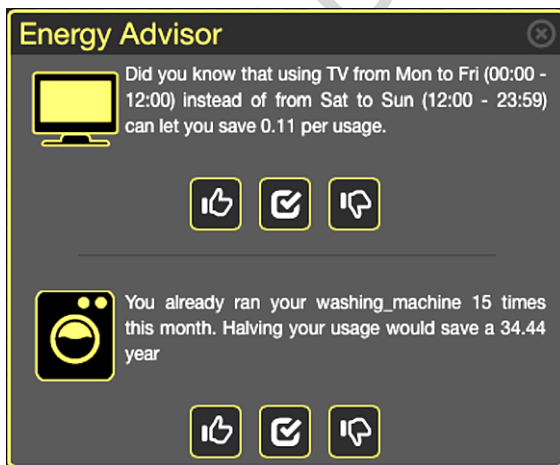 Energy Advisor
Did you know that using TV from Mon to Fri (00:00 -
12:00) instead of from Sat to Sun (12:00 - 23:59)
can let you save 0.11 per usage.
You already ran your washing_machine 15 times
this month. Halving your usage would save a 34.44
year